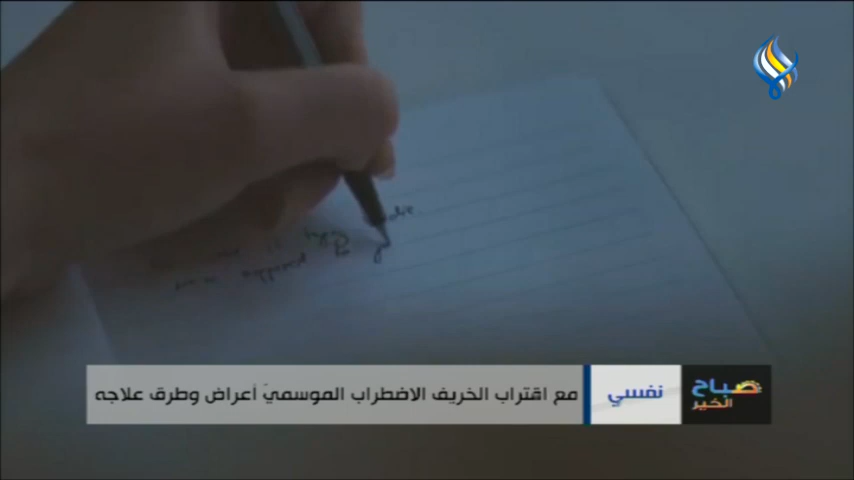 صباح الخير
نفسي
مع اقتراب الخريف الاضطراب الموسميّ أعراض وطرق علاجه